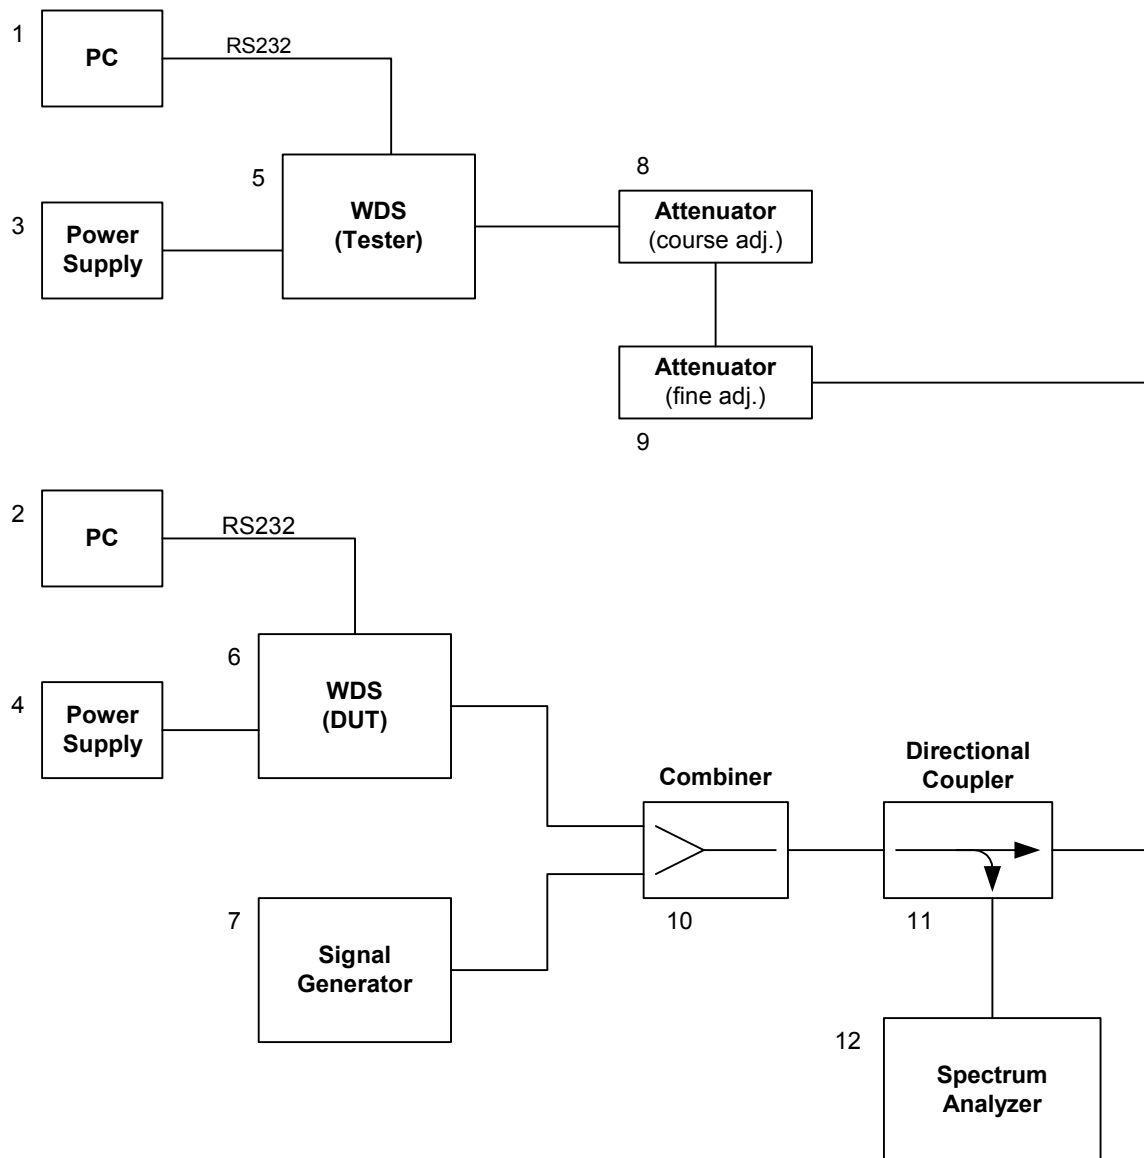 1
PC
RS232
5
WDS
(Tester)
8
Attenuator
(course adj.)
3
Power
Supply
Attenuator
(fine adj.)
9
2
PC
RS232
6
WDS
(DUT)
4
Power
Supply
Combiner
10
Directional
Coupler
11
7
Signal
Generator
12
Spectrum
Analyzer